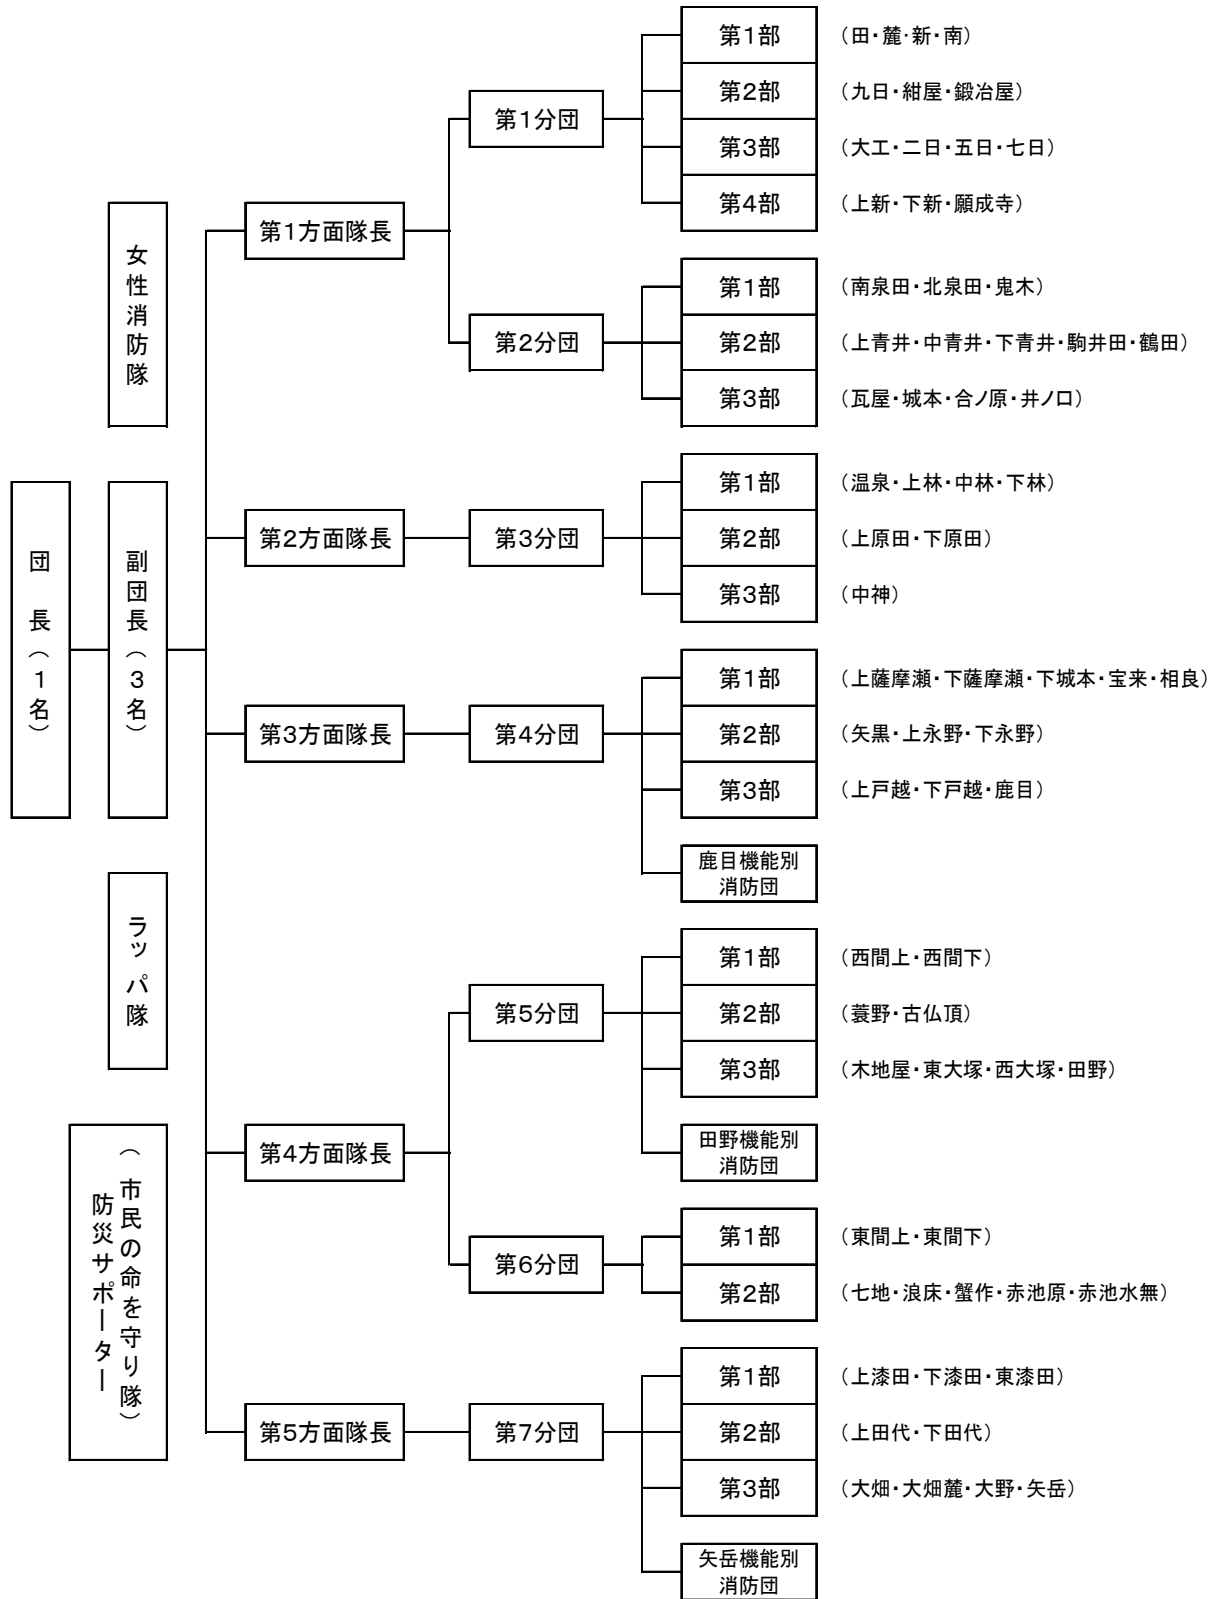 団長（1名）
副団長（3名）
女性消防隊
ラッパ隊
防災サポーター
（市民の命を守り隊）
第1方面隊長
第1分団
第1部 （田・麓・新・南）
第2部 （九日・紺屋・鍛冶屋）
第3部 （大工・二日・五日・七日）
第4部 （上新・下新・願成寺）
第2分団
第1部 （南泉田・北泉田・鬼木）
第2部 （上青井・中青井・下青井・駒井田・鶴田）
第3部 （瓦屋・城本・合ノ原・井ノ口）
第2方面隊長
第3分団
第1部 （温泉・上林・中林・下林）
第2部 （上原田・下原田）
第3部 （中神）
第3方面隊長
第4分団
第1部 （上薩摩瀬・下薩摩瀬・下城本・宝来・相良）
第2部 （矢黒・上永野・下永野）
第3部 （上戸越・下戸越・鹿目）
鹿目機能別
消防団
第4方面隊長
第5分団
第1部 （西間上・西間下）
第2部 （蓑野・古仏頂）
第3部 （木地屋・東大塚・西大塚・田野）
田野機能別
消防団
第6分団
第1部 （東間上・東間下）
第2部 （七地・浪床・蟹作・赤池原・赤池水無）
第5方面隊長
第7分団
第1部 （上漆田・下漆田・東漆田）
第2部 （上田代・下田代）
第3部 （大畑・大畑麓・大野・矢岳）
矢岳機能別
消防団